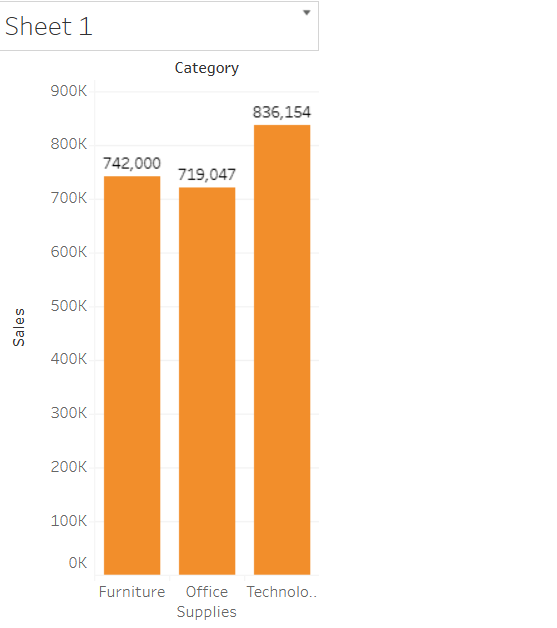 Sheet 1
Category
900K
800K
700K
600K
500K
400K
300K
200K
100K
0K
Sales
742,000
719,047
836,154
Furniture
Office
Supplies
Technolo..